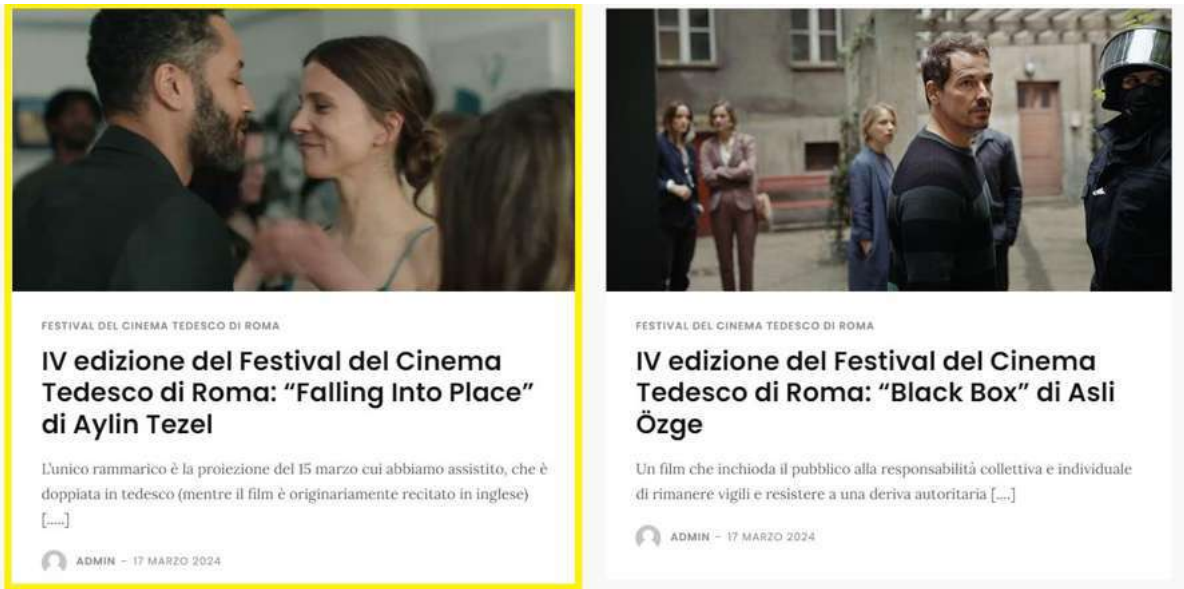 FESTIVAL DEL CINEMA TEDESCO DI ROMA
IV edizione del Festival del Cinema
Tedesco di Roma: “Falling Into Place”
di Aylin Tezel
L’unico rammarico è la proiezione del 15 marzo cui abbiamo assistito, che è
doppiata in tedesco (mentre il film è originariamente recitato in inglese)
[.....]
ADMIN – 17 MARZO 2024
FESTIVAL DEL CINEMA TEDESCO DI ROMA
IV edizione del Festival del Cinema
Tedesco di Roma: “Black Box” di Asli
Özge
Un film che inchioda il pubblico alla responsabilità collettiva e individuale
di rimanere vigili e resistere a una deriva autoritaria [....]
ADMIN – 17 MARZO 2024